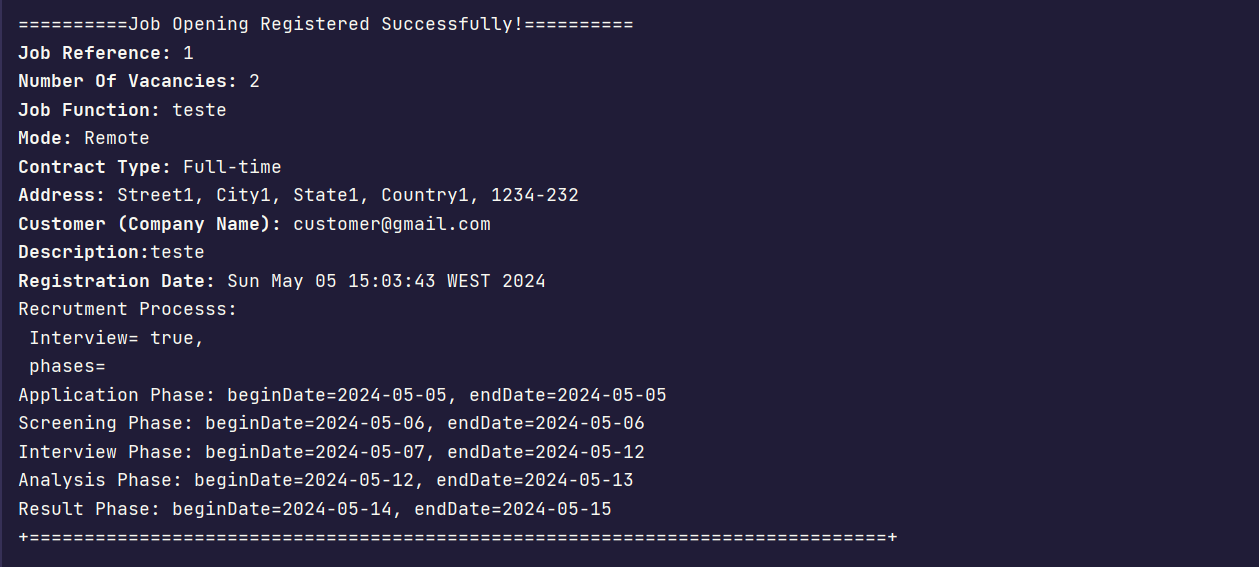 ==========Job Opening Registered Successfully!==========
Job Reference: 1
Number Of Vacancies: 2
Job Function: teste
Mode: Remote
Contract Type: Full-time
Address: Street1, City1, State1, Country1, 1234-232
Customer (Company Name): customer@gmail.com
Description:teste
Registration Date: Sun May 05 15:03:43 WEST 2024
Recrutment Processs:
 Interview= true,
 phases=
Application Phase: beginDate=2024-05-05, endDate=2024-05-05
Screening Phase: beginDate=2024-05-06, endDate=2024-05-06
Interview Phase: beginDate=2024-05-07, endDate=2024-05-12
Analysis Phase: beginDate=2024-05-12, endDate=2024-05-13
Result Phase: beginDate=2024-05-14, endDate=2024-05-15
+==============================================================================+